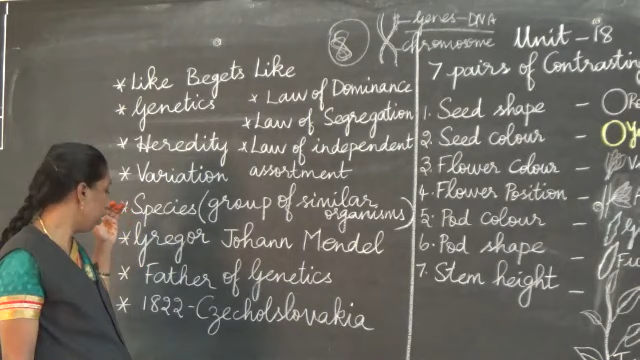 8
genes-DNA
chromosome
Unit-18
* Like Begets Like
* Genetics
* Heredity
* Variation
* Law of Dominance
* Law of Segregation
* Law of independent
assortment
* Species (group of similar
organisms)
* Gregor Johann Mendel
* Father of Genetics
* 1822-Czecholslovakia
7 pairs of Contrastin
1. Seed shape -
2. Seed colour -
3. Flower Colour -
4. Flower Position -
5. Pod colour -
6. Pod shape -
7. Stem height -